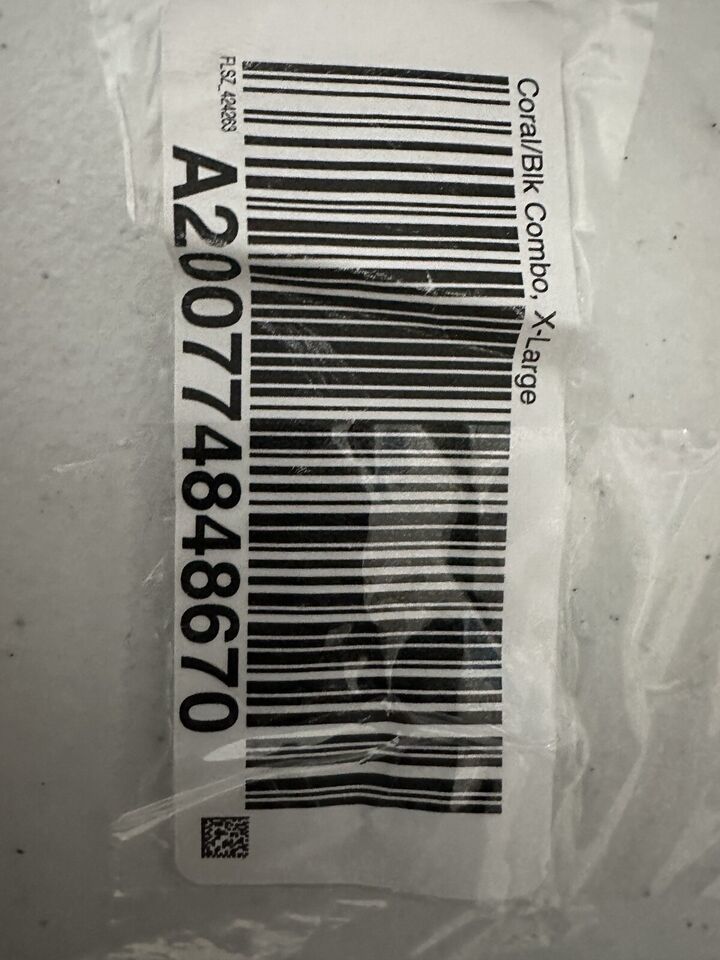 Coral/Blk Combo, X-Large
FLSZ_424263
A200774848670